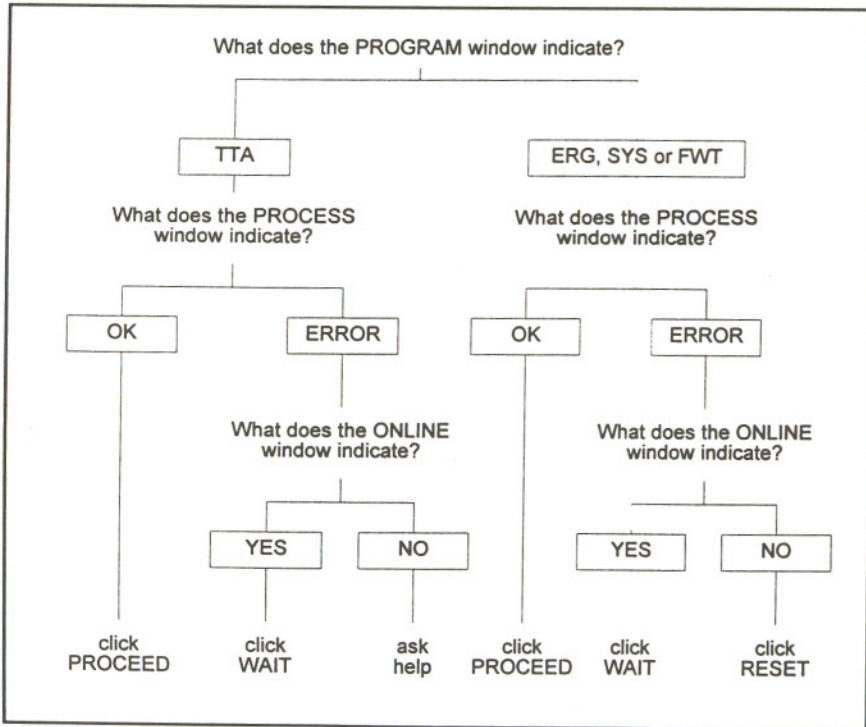 What does the PROGRAM window indicate?
TTA
ERG, SYS or FWT
What does the PROCESS
window indicate?
What does the PROCESS
window indicate?
OK
ERROR
OK
ERROR
What does the ONLINE
window indicate?
What does the ONLINE
window indicate?
YES
NO
YES
NO
click
PROCEED
click
WAIT
ask
help
click
PROCEED
click
WAIT
click
RESET